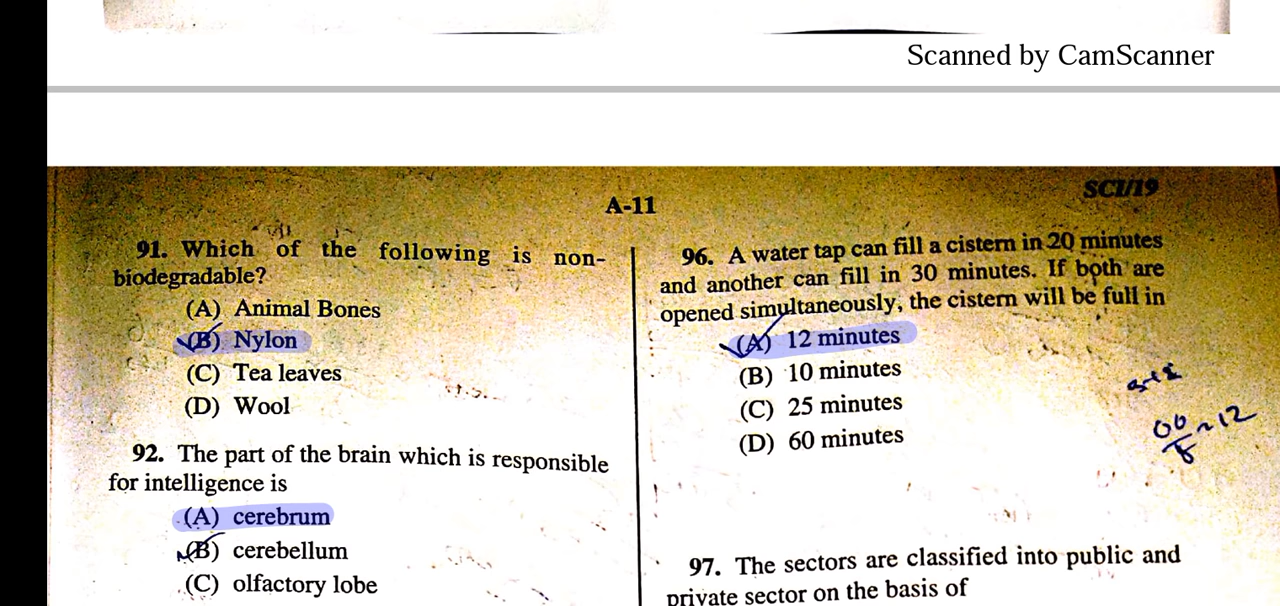 Scanned by CamScanner
A-11
SCI/19
91. Which of the following is non-
biodegradable?
(A) Animal Bones
(B) Nylon
(C) Tea leaves
(D) Wool
92. The part of the brain which is responsible
for intelligence is
(A) cerebrum
(B) cerebellum
(C) olfactory lobe
96. A water tap can fill a cistern in 20 minutes
and another can fill in 30 minutes. If both are
opened simultaneously, the cistern will be full in
(A) 12 minutes
(B) 10 minutes
(C) 25 minutes
(D) 60 minutes
12
97. The sectors are classified into public and
private sector on the basis of